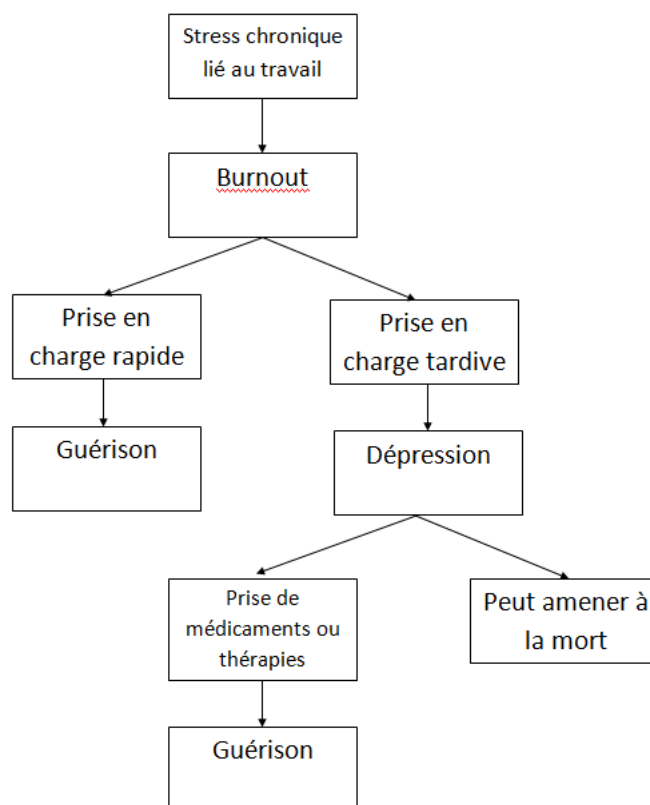 Stress chronique
lié au travail
Burnout
Prise en
charge rapide
Prise en
charge tardive
Guérison
Dépression
Prise de
médicaments ou
thérapies
Peut amener à
la mort
Guérison